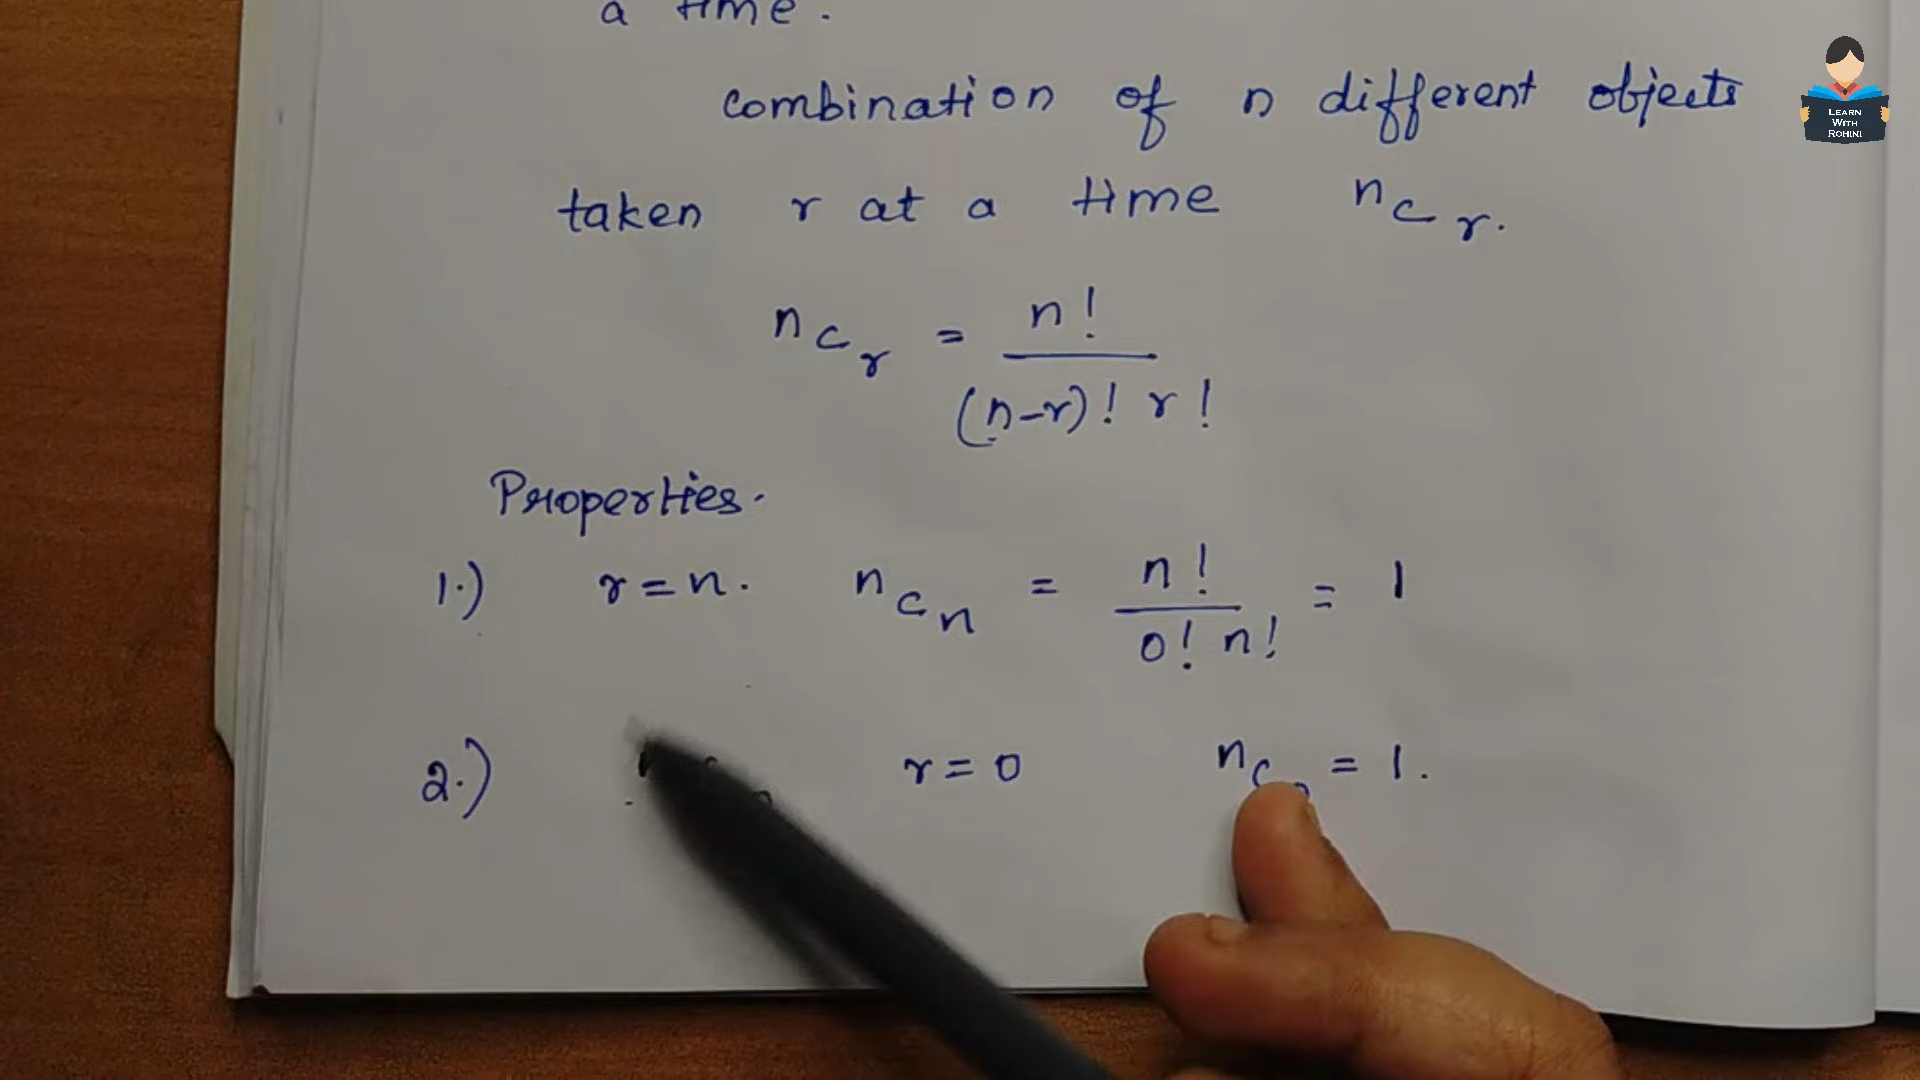 a time.
combination of n different objects
taken r at a time nCr.
nCr = n! / (n-r)! r!
Properties.
1.) r = n. nCn = n! / 0! n! = 1
2.) r = 0 nC = 1.
LEARN
WITH
ROHINI